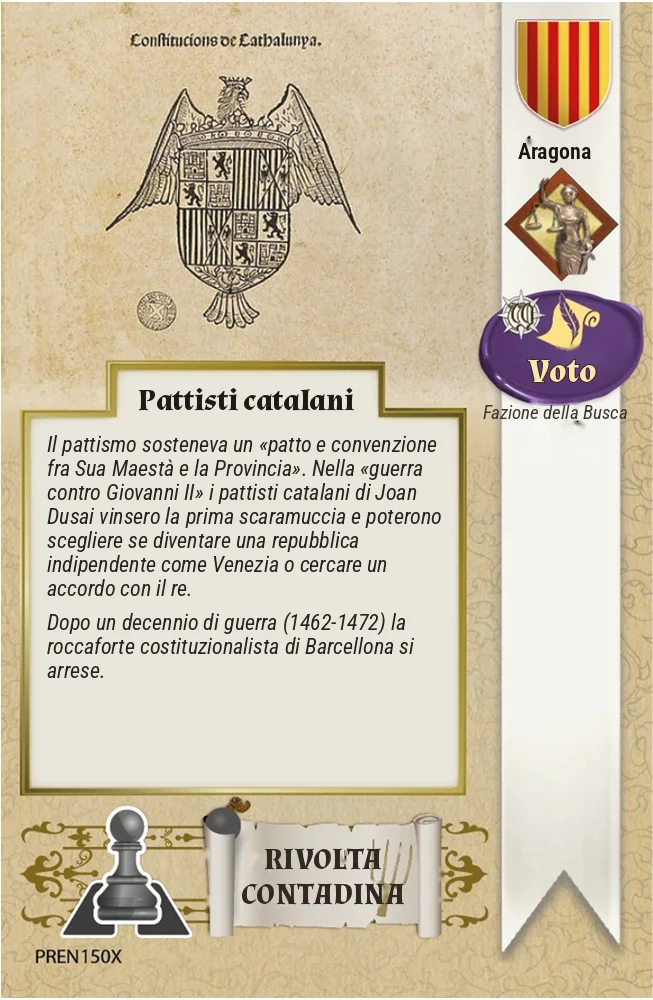 Constitucions de Cathalunya.
Aragona
Voto
Fazione della Busca
Pattisti catalani
Il pattismo sosteneva un «patto e convenzione
fra Sua Maestà e la Provincia». Nella «guerra
contro Giovanni II» i pattisti catalani di Joan
Dusai vinsero la prima scaramuccia e poterono
scegliere se diventare una repubblica
indipendente come Venezia o cercare un
accordo con il re.
Dopo un decennio di guerra (1462-1472) la
roccaforte costituzionalista di Barcellona si
arrese.
RIVOLTA
CONTADINA
PREN150X